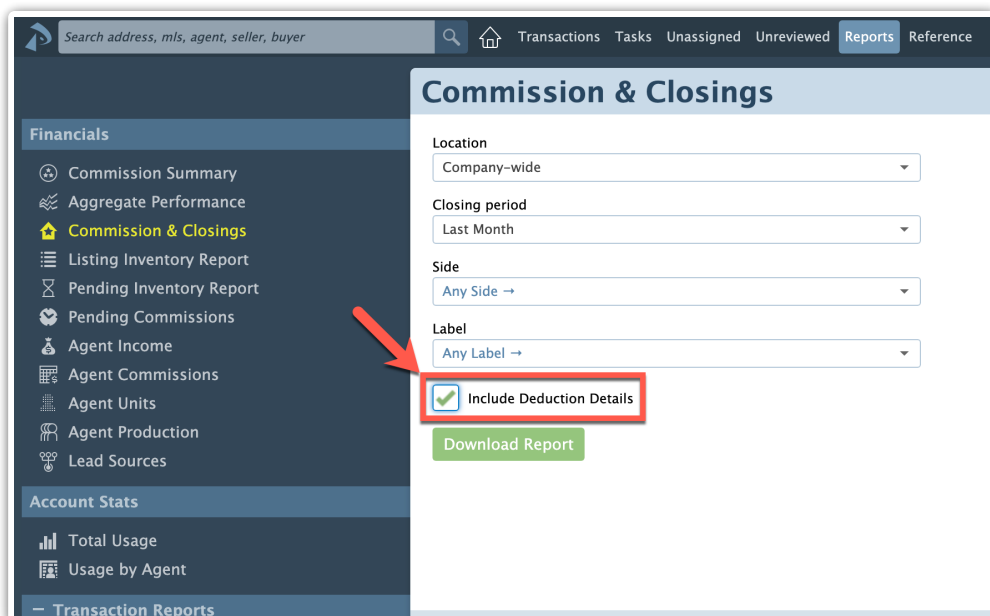 Search address, mls, agent, seller, buyer
Transactions Tasks Unassigned Unreviewed Reports Reference
Commission & Closings
Financials
Commission Summary
Aggregate Performance
Commission & Closings
Listing Inventory Report
Pending Inventory Report
Pending Commissions
Agent Income
Agent Commissions
Agent Units
Agent Production
Lead Sources
Account Stats
Total Usage
Usage by Agent
− Transaction Reports
Location
Company-wide
Closing period
Last Month
Side
Any Side →
Label
Any Label →
Include Deduction Details
Download Report